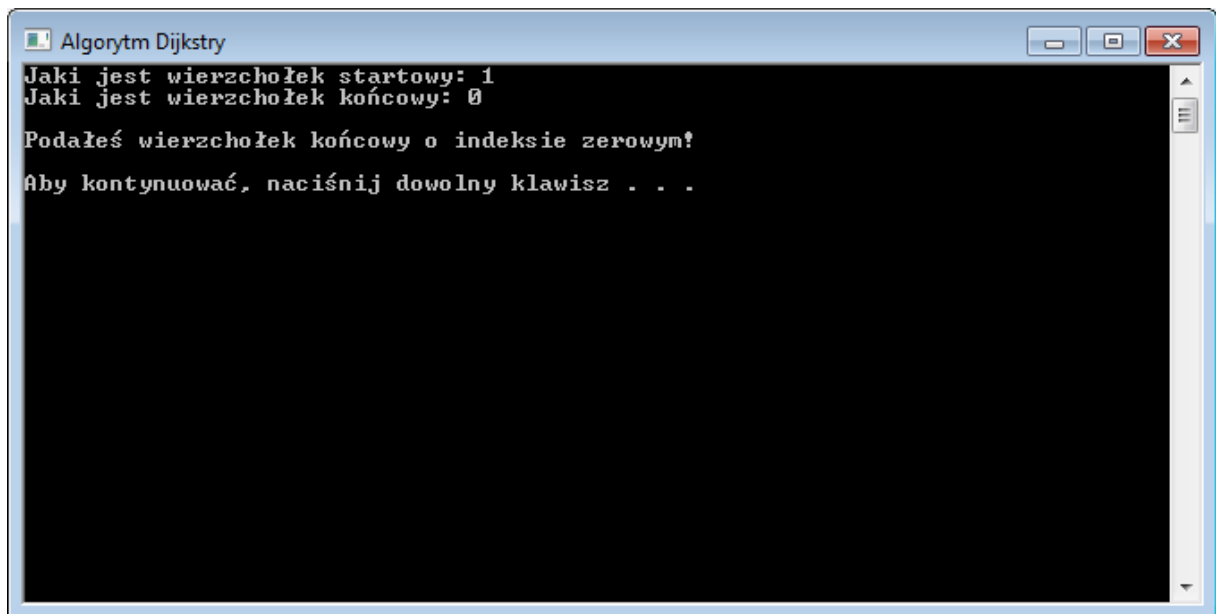 Algorytm Dijkstry
Jaki jest wierzchołek startowy: 1
Jaki jest wierzchołek końcowy: 0
Podałeś wierzchołek końcowy o indeksie zerowym!
Aby kontynuować, naciśnij dowolny klawisz . . .